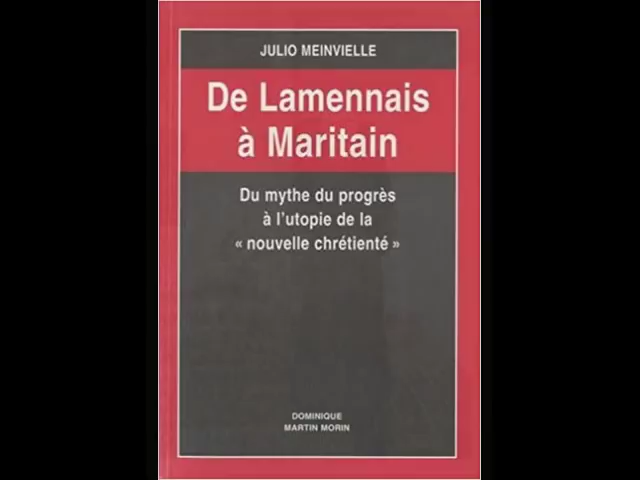 JULIO MEINVIELLE
De Lamennais
à Maritain
Du mythe du progrès
à l'utopie de la
« nouvelle chrétienté »
DOMINIQUE
MARTIN MORIN